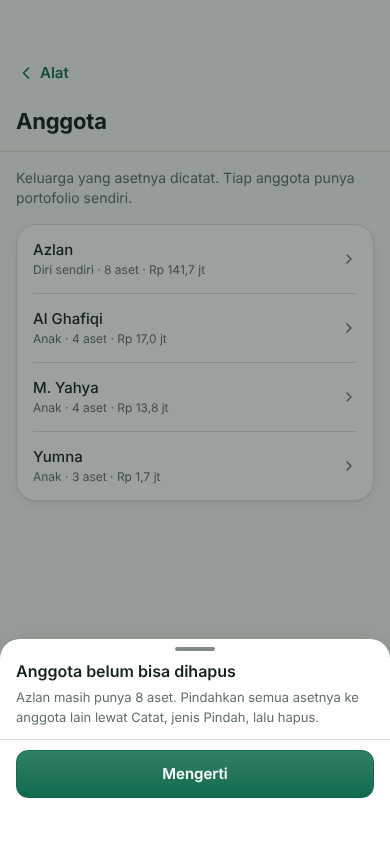 Alat
Anggota
Keluarga yang asetnya dicatat. Tiap anggota punya
portofolio sendiri.
Azlan
Diri sendiri · 8 aset · Rp 141,7 jt
Al Ghafiqi
Anak · 4 aset · Rp 17,0 jt
M. Yahya
Anak · 4 aset · Rp 13,8 jt
Yumna
Anak · 3 aset · Rp 1,7 jt
Anggota belum bisa dihapus
Azlan masih punya 8 aset. Pindahkan semua asetnya ke
anggota lain lewat Catat, jenis Pindah, lalu hapus.
Mengerti